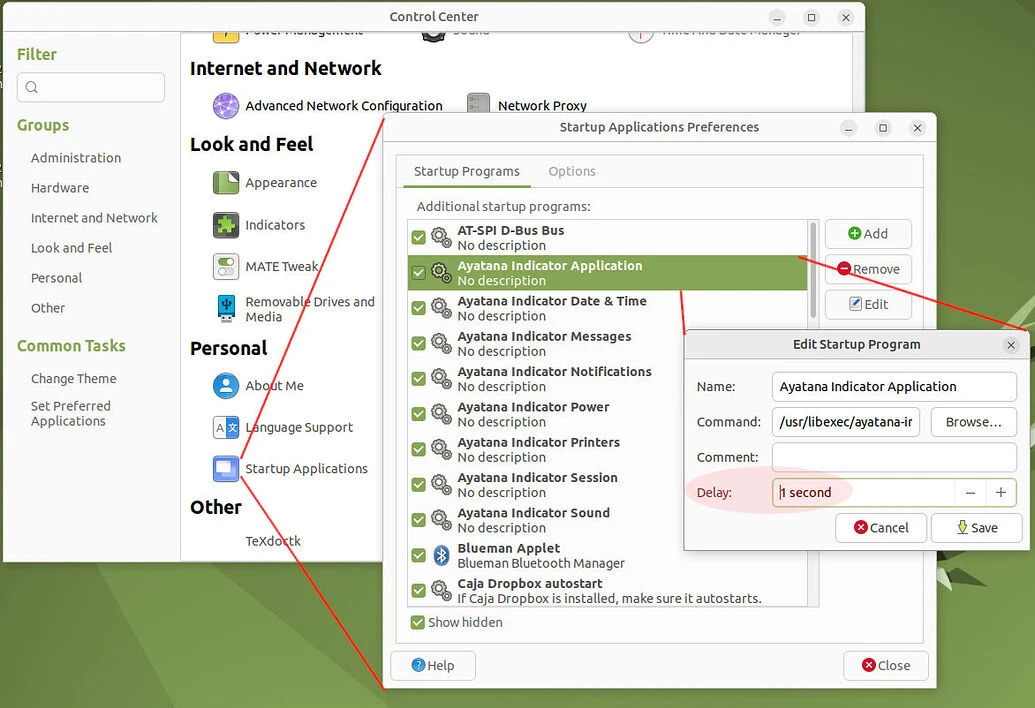 Control Center
Filter
Groups
Administration
Hardware
Internet and Network
Look and Feel
Personal
Other
Common Tasks
Change Theme
Set Preferred
Applications
Power Management
Sound
Time And Date Manager
Internet and Network
Advanced Network Configuration
Network Proxy
Look and Feel
Appearance
Indicators
MATE Tweak
Removable Drives and
Media
Personal
About Me
Language Support
Startup Applications
Other
TeXdoctk
Startup Applications Preferences
Startup Programs
Options
Additional startup programs:
AT-SPI D-Bus Bus
No description
Ayatana Indicator Application
No description
Ayatana Indicator Date & Time
No description
Ayatana Indicator Messages
No description
Ayatana Indicator Notifications
No description
Ayatana Indicator Power
No description
Ayatana Indicator Printers
No description
Ayatana Indicator Session
No description
Ayatana Indicator Sound
No description
Blueman Applet
Blueman Bluetooth Manager
Caja Dropbox autostart
If Caja Dropbox is installed, make sure it autostarts.
Show hidden
Add
Remove
Edit
Help
Close
Edit Startup Program
Name:
Ayatana Indicator Application
Command:
/usr/libexec/ayatana-ir
Browse...
Comment:
Delay:
1 second
Cancel
Save